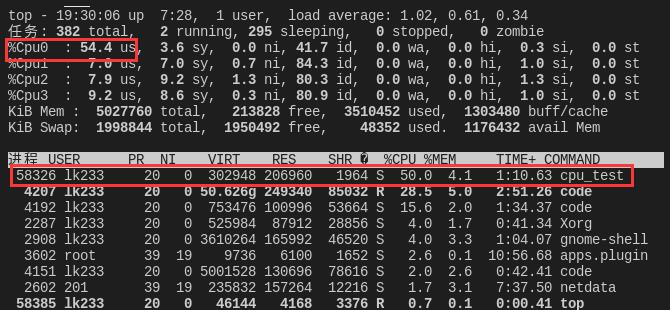 top - 19:30:06 up  7:28,  1 user,  load average: 1.02, 0.61, 0.34
任务: 382 total,   2 running, 295 sleeping,   0 stopped,   0 zombie
%Cpu0  : 54.4 us,  3.6 sy,  0.0 ni, 41.7 id,  0.0 wa,  0.0 hi,  0.3 si,  0.0 st
%Cpu1  :  7.0 us,  7.0 sy,  0.7 ni, 84.3 id,  0.0 wa,  0.0 hi,  1.0 si,  0.0 st
%Cpu2  :  7.9 us,  9.2 sy,  1.3 ni, 80.3 id,  0.0 wa,  0.0 hi,  1.3 si,  0.0 st
%Cpu3  :  9.2 us,  8.6 sy,  0.3 ni, 80.9 id,  0.0 wa,  0.0 hi,  1.0 si,  0.0 st
KiB Mem :  5027760 total,   213828 free,  3510452 used,  1303480 buff/cache
KiB Swap:  1998844 total,  1950492 free,    48352 used.  1176432 avail Mem
进程 USER      PR  NI    VIRT    RES    SHR �  %CPU %MEM     TIME+ COMMAND
58326 lk233     20   0  302948 206960   1964 S  50.0  4.1   1:10.63 cpu_test
4207 lk233     20   0 50.626g 249340  85032 R  28.5  5.0   2:51.26 code
4192 lk233     20   0  753476 100996  53664 S  15.6  2.0   1:34.37 code
2287 lk233     20   0  525984  87912  28856 S   4.0  1.7   0:41.34 Xorg
2908 lk233     20   0 3610264 165992  46520 S   4.0  3.3   1:04.07 gnome-shell
3602 root      39  19    9736   6100   1652 S   2.6  0.1  10:56.68 apps.plugin
4151 lk233     20   0 5001528 130696  78616 S   2.0  2.6   0:42.41 code
2602 201       39  19  235832 157264  12216 S   1.7  3.1   7:37.50 netdata
58385 lk233     20   0   46144   4168   3376 R   0.7  0.1   0:00.41 top